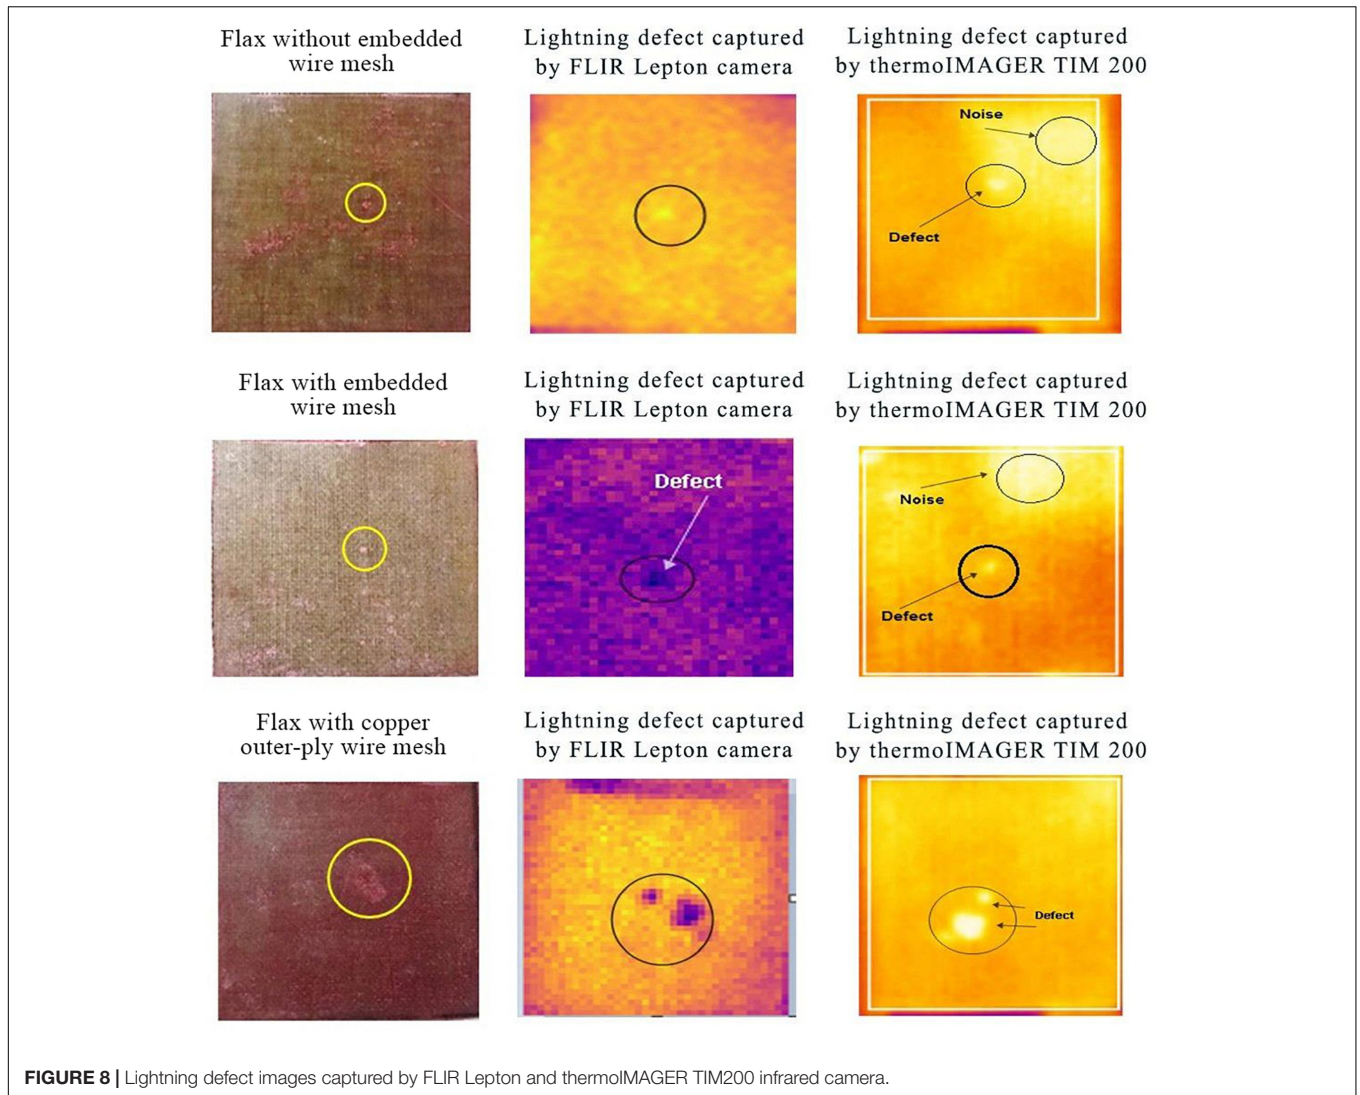 Flax without embedded
wire mesh
Lightning defect captured
by FLIR Lepton camera
Lightning defect captured
by thermoIMAGER TIM 200
Noise
Defect
Flax with embedded
wire mesh
Lightning defect captured
by FLIR Lepton camera
Lightning defect captured
by thermoIMAGER TIM 200
Defect
Noise
Defect
Flax with copper
outer-ply wire mesh
Lightning defect captured
by FLIR Lepton camera
Lightning defect captured
by thermoIMAGER TIM 200
Defect
FIGURE 8 | Lightning defect images captured by FLIR Lepton and thermoIMAGER TIM200 infrared camera.